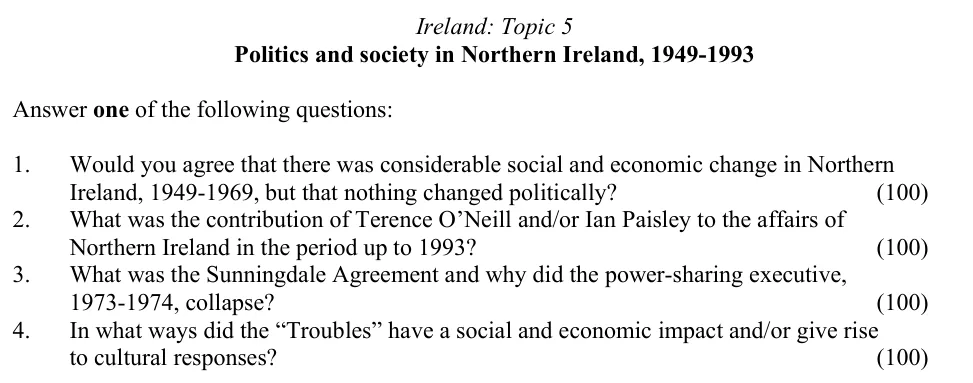 Ireland: Topic 5
Politics and society in Northern Ireland, 1949-1993
Answer one of the following questions:
1. Would you agree that there was considerable social and economic change in Northern
Ireland, 1949-1969, but that nothing changed politically? (100)
2. What was the contribution of Terence O’Neill and/or Ian Paisley to the affairs of
Northern Ireland in the period up to 1993? (100)
3. What was the Sunningdale Agreement and why did the power-sharing executive,
1973-1974, collapse? (100)
4. In what ways did the “Troubles” have a social and economic impact and/or give rise
to cultural responses? (100)